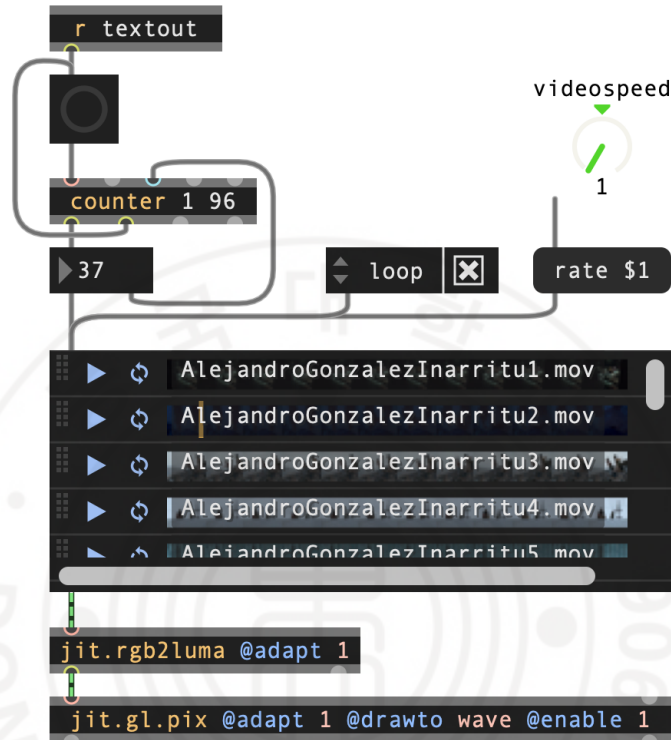 r textout
videospeed
1
counter 1 96
37
loop
rate $1
AlejandroGonzalezInarritu1.mov
AlejandroGonzalezInarritu2.mov
AlejandroGonzalezInarritu3.mov
AlejandroGonzalezInarritu4.mov
AlejandroGonzalezInarritu5.mov
jit.rgb2luma @adapt 1
jit.gl.pix @adapt 1 @drawto wave @enable 1